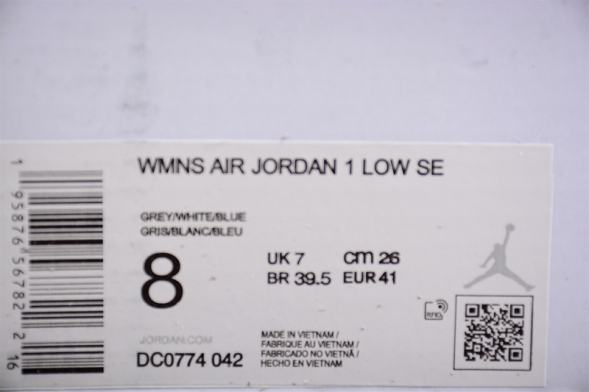 WMNS AIR JORDAN 1 LOW SE
GREY/WHITE/BLUE
GRIS/BLANC/BLEU
8
UK 7 cm 26
BR 39.5 EUR 41
RFID
JORDAN.COM
DC0774 042
MADE IN VIETNAM /
FABRIQUE AU VIETNAM /
FABRICADO NO VIETNÃ /
HECHO EN VIETNAM
1 95876 56782 2 16